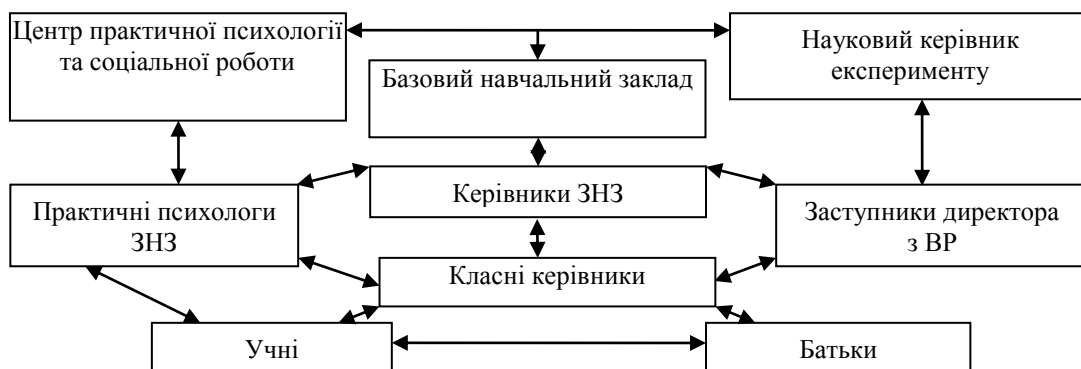 Центр практичної психології
та соціальної роботи
Базовий навчальний заклад
Науковий керівник
експерименту
Практичні психологи
ЗНЗ
Керівники ЗНЗ
Заступники директора
з ВР
Класні керівники
Учні
Батьки